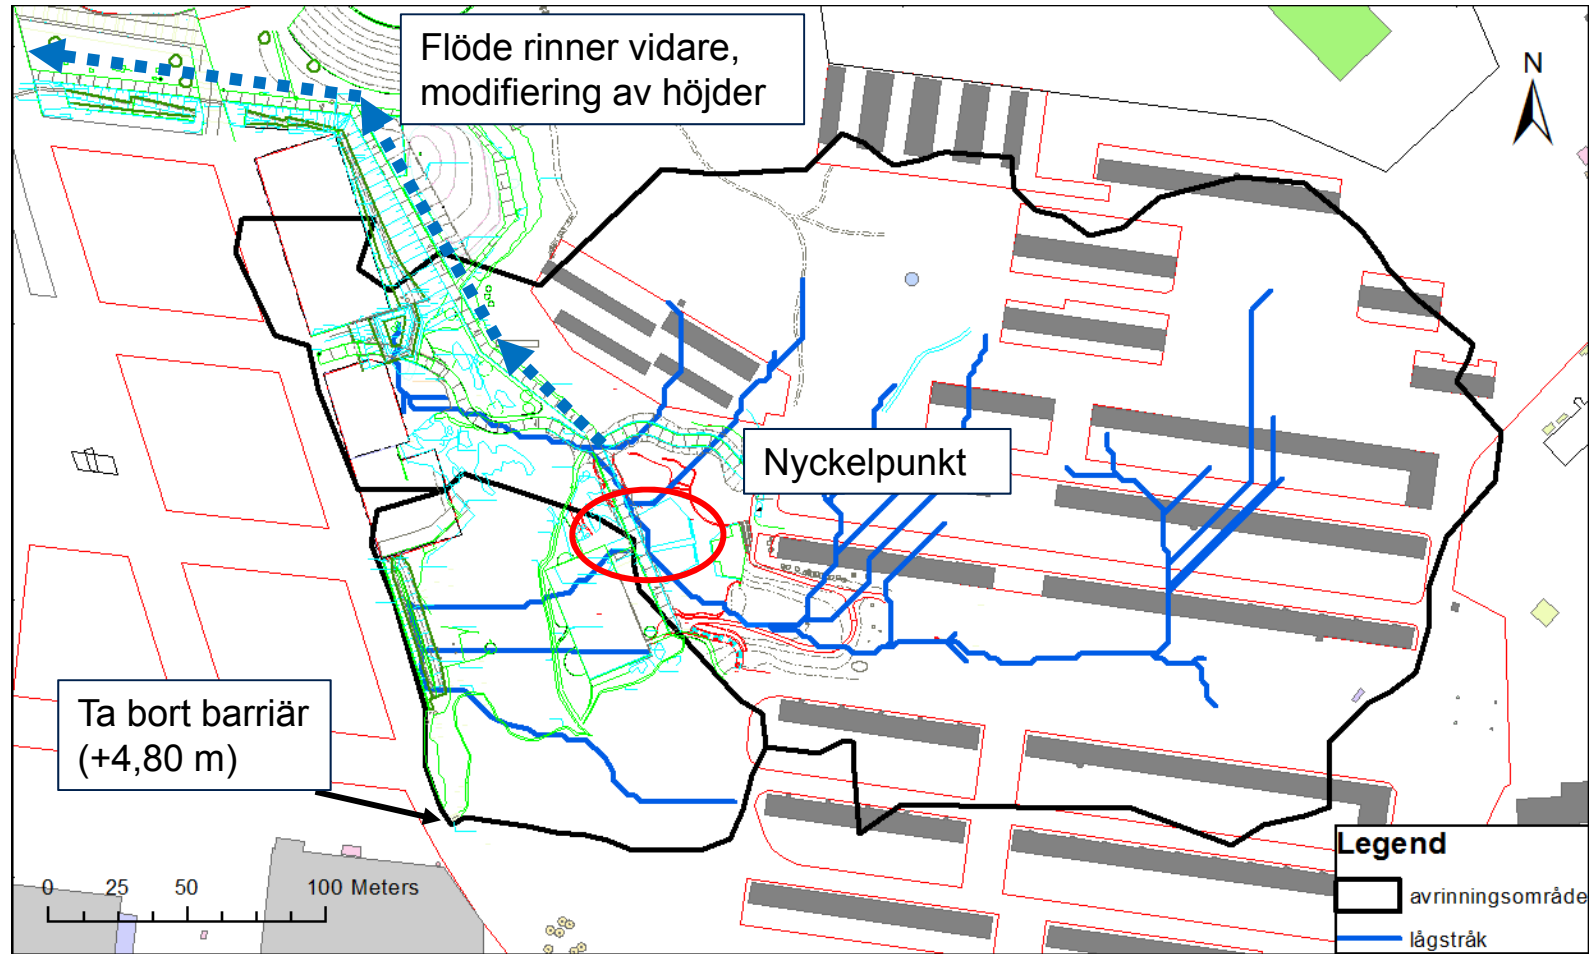 Flöde rinner vidare,
modifiering av höjder
N
Nyckelpunkt
Ta bort barriär
(+4,80 m)
0 25 50 100 Meters
Legend
avrinningsområde
lågstråk